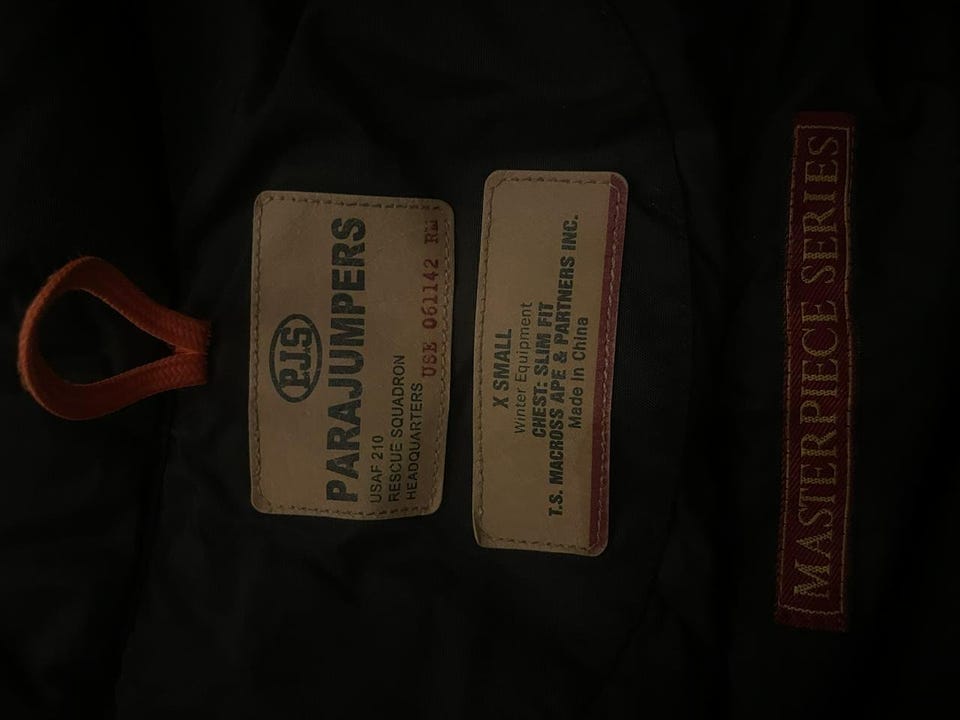 P.J.S
PARAJUMPERS
USAF 210
RESCUE SQUADRON
HEADQUARTERS
USE 061142
X SMALL
Winter Equipment
CHEST: SLIM FIT
T.S. MACROSS APE & PARTNERS INC.
Made In China
MASTERPIECE SERIES